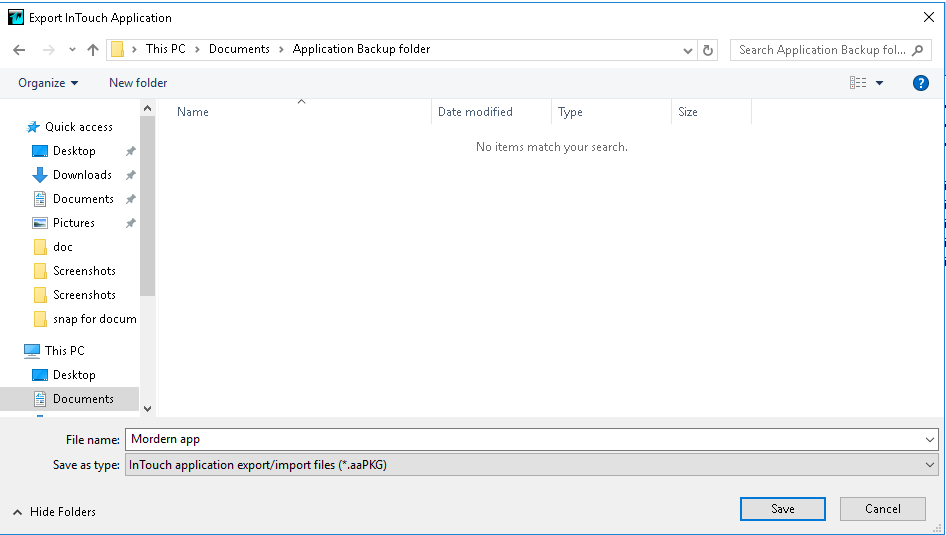 Export InTouch Application
This PC > Documents > Application Backup folder
Search Application Backup fol...
Organize
New folder
?
Name
Date modified
Type
Size
No items match your search.
Quick access
Desktop
Downloads
Documents
Pictures
doc
Screenshots
Screenshots
snap for docum
This PC
Desktop
Documents
File name:
Mordern app
Save as type:
InTouch application export/import files (*.aaPKG)
Hide Folders
Save
Cancel